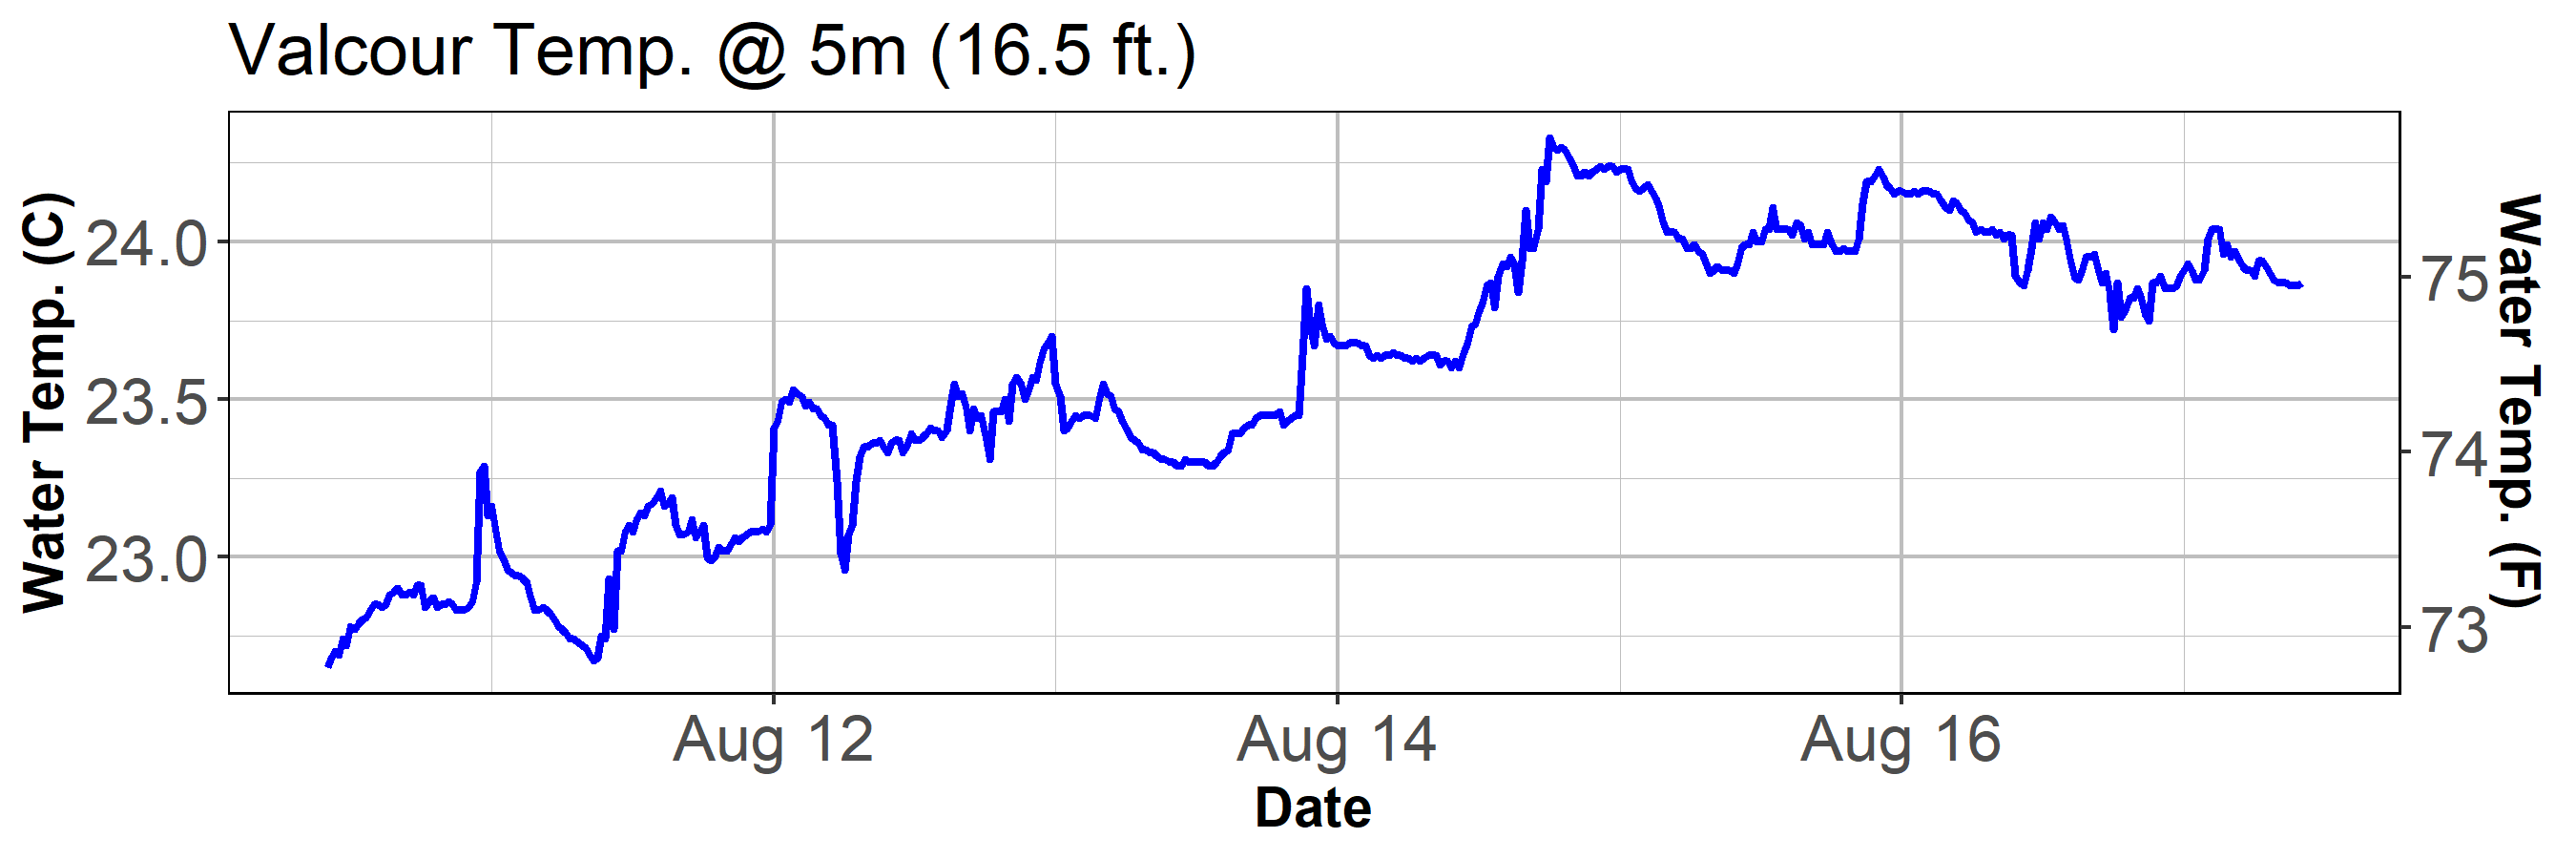 Valcour Temp. @ 5m (16.5 ft.)
Water Temp. (C)
24.0
23.5
23.0
Water Temp. (F)
75
74
73
Aug 12
Aug 14
Aug 16
Date